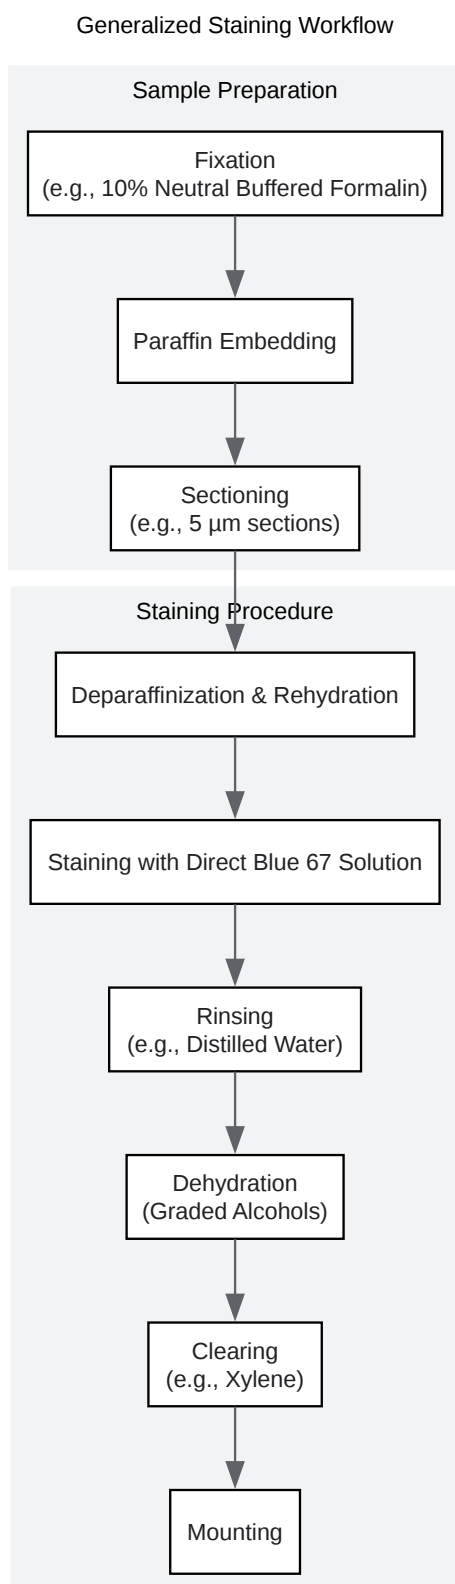 Generalized Staining Workflow
Sample Preparation
Fixation
(e.g., 10% Neutral Buffered Formalin)
Paraffin Embedding
Sectioning
(e.g., 5 µm sections)
Staining Procedure
Deparaffinization & Rehydration
Staining with Direct Blue 67 Solution
Rinsing
(e.g., Distilled Water)
Dehydration
(Graded Alcohols)
Clearing
(e.g., Xylene)
Mounting